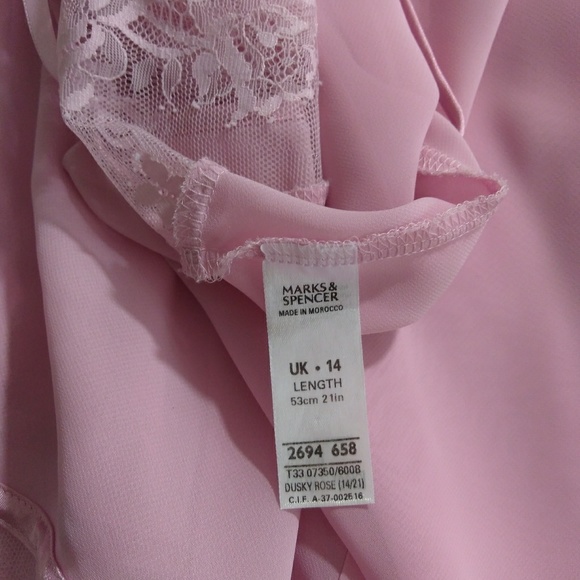 MARKS &
SPENCER
MADE IN MOROCCO
UK • 14
LENGTH
53cm 21in
2694 658
T33 07350/6008
DUSKY ROSE (14/21)
C.I.F. A-37-002616